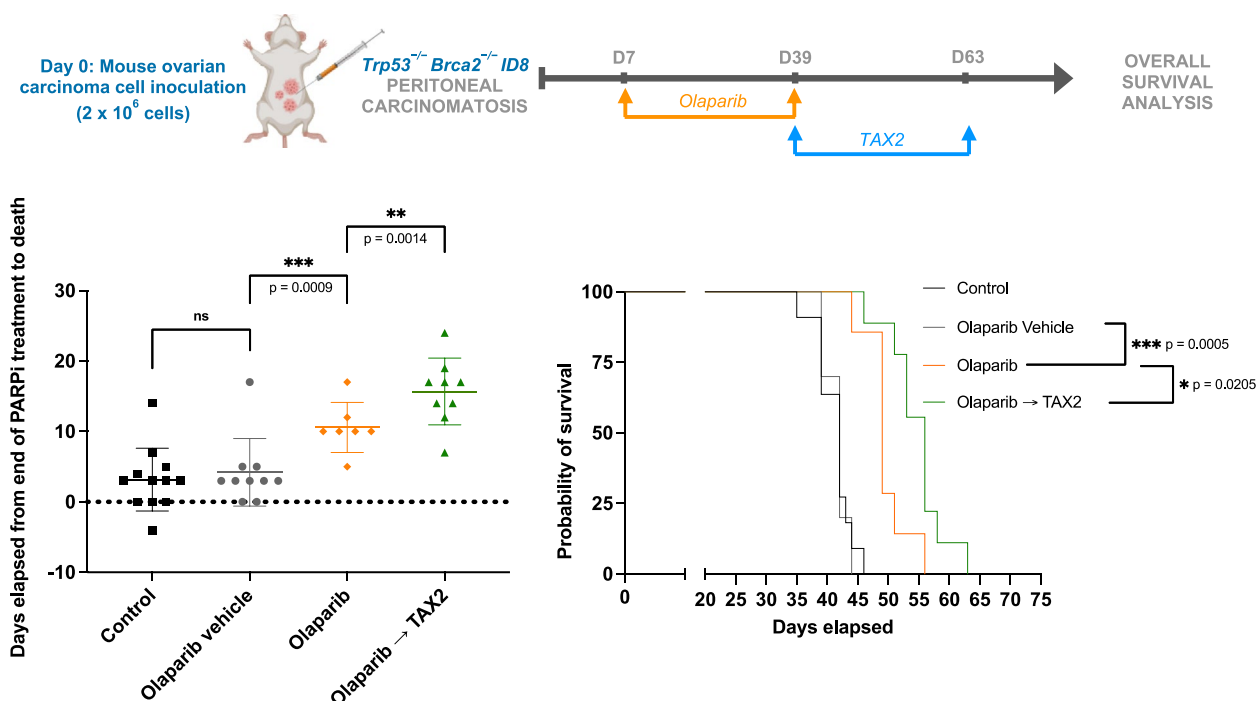 Day 0: Mouse ovarian
carcinoma cell inoculation
(2 x 10⁶ cells)
Trp53⁻/⁻ Brca2⁻/⁻ ID8
PERITONEAL
CARCINOMATOSIS
D7
D39
D63
Olaparib
TAX2
OVERALL
SURVIVAL
ANALYSIS
Days elapsed from end of PARPi treatment to death
30
20
10
0
-10
ns
***
p = 0.0009
**
p = 0.0014
Control
Olaparib vehicle
Olaparib
Olaparib → TAX2
Probability of survival
100
75
50
25
0
0 20 25 30 35 40 45 50 55 60 65 70 75
Days elapsed
Control
Olaparib Vehicle
Olaparib
Olaparib → TAX2
*** p = 0.0005
* p = 0.0205